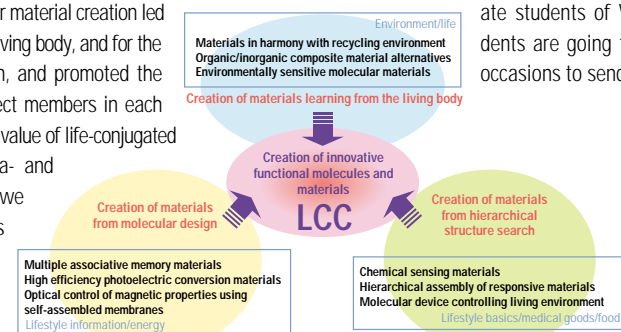 r material creation led
ving body, and for the
n, and promoted the
ect members in each
value of life-conjugated
a- and
we
s
ate students of
dents are going
occasions to send
Environment/life
Materials in harmony with recycling environment
Organic/inorganic composite material alternatives
Environmentally sensitive molecular materials
Creation of materials learning from the living body
Creation of innovative
functional molecules and
materials
LCC
Creation of materials
from molecular design
Multiple associative memory materials
High efficiency photoelectric conversion materials
Optical control of magnetic properties using
self-assembled membranes
Lifestyle information/energy
Creation of materials
from hierarchical
structure search
Chemical sensing materials
Hierarchical assembly of responsive materials
Molecular device controlling living environment
Lifestyle basics/medical goods/food